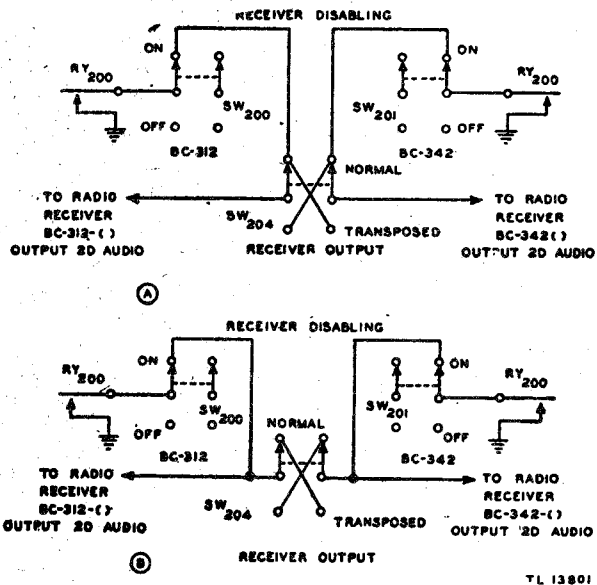 RECEIVER DISABLING
ON
ON
RY200
RY200
SW200
SW201
OFF
OFF
BC-312
BC-342
NORMAL
TO RADIO
RECEIVER
BC-312-( )
OUTPUT 2D AUDIO
SW204
TRANSPOSED
RECEIVER OUTPUT
TO RADIO
RECEIVER
BC-342( )
OUTPUT 2D AUDIO
A
RECEIVER DISABLING
ON
ON
RY200
RY200
SW200
SW201
NORMAL
OFF
OFF
BC-312
BC-342
TO RADIO
RECEIVER
BC-312-( )
OUTPUT 2D AUDIO
SW204
TRANSPOSED
TO RADIO
RECEIVER
BC-342-( )
OUTPUT 2D AUDIO
B
RECEIVER OUTPUT
TL 13801